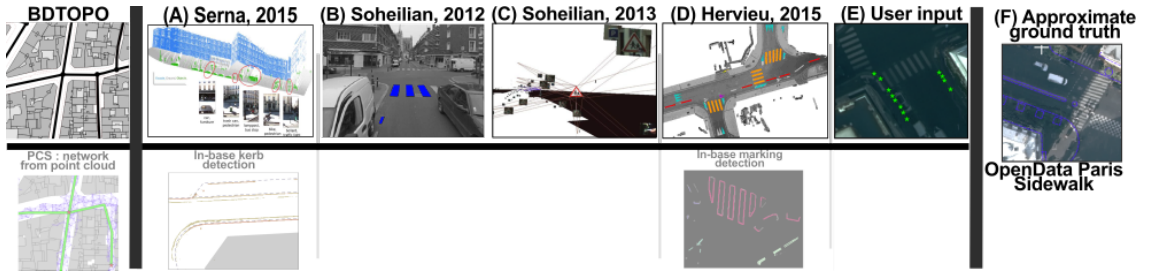 BDTOPO
(A) Serna, 2015
(B) Soheilian, 2012
(C) Soheilian, 2013
(D) Hervieu, 2015
(E) User input
(F) Approximate
ground truth
PCS : network
from point cloud
In-base kerb
detection
In-base marking
detection
OpenData Paris
Sidewalk